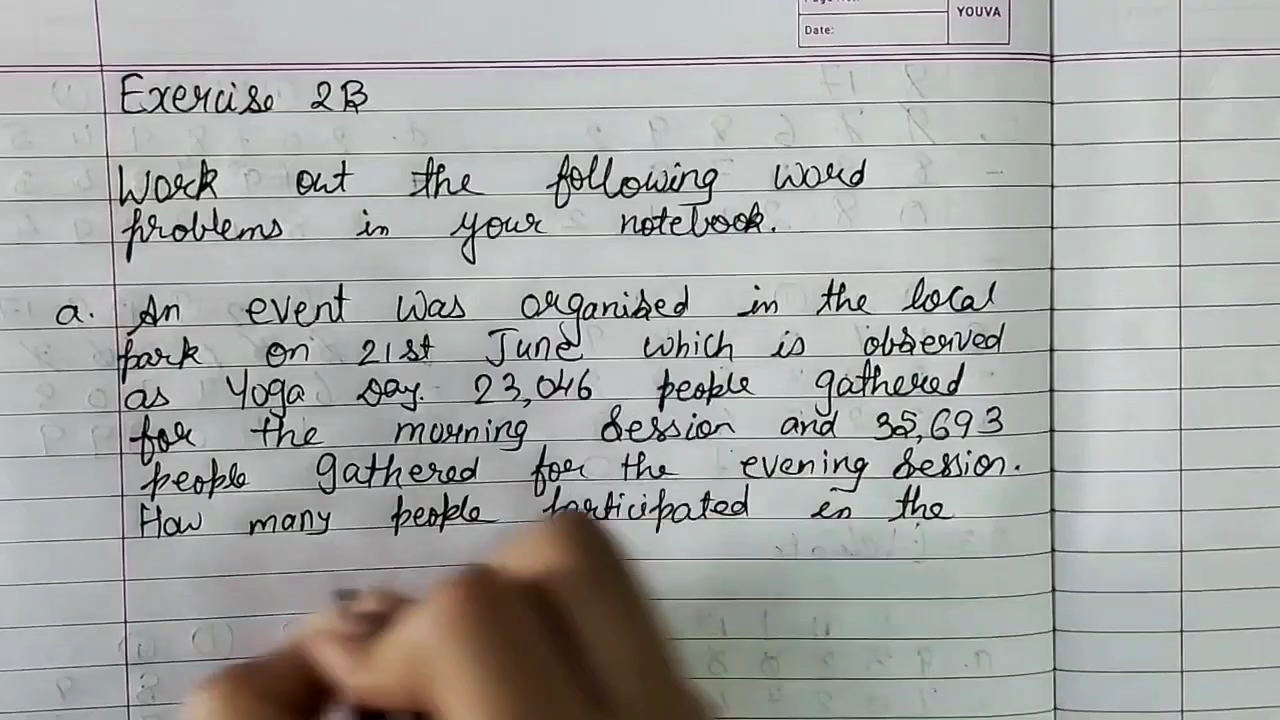 YOUVA
Date:
Exercise 2B
Work out the following word
problems in your notebook.
a. An event was organised in the local
park on 21st June which is observed
as Yoga Day. 23,046 people gathered
for the morning session and 35,693
people gathered for the evening session.
How many people participated in the